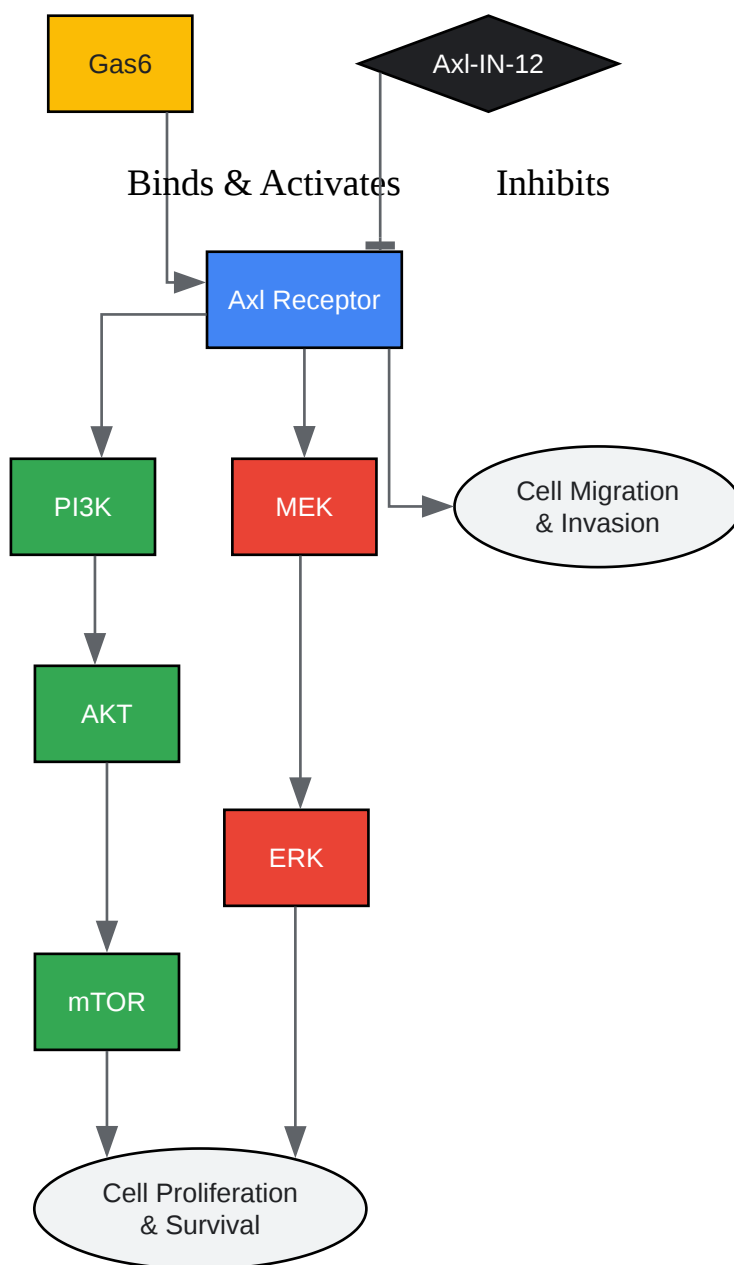 Gas6
Axl-IN-12
Binds & Activates
Inhibits
Axl Receptor
PI3K
MEK
Cell Migration
& Invasion
AKT
ERK
mTOR
Cell Proliferation
& Survival